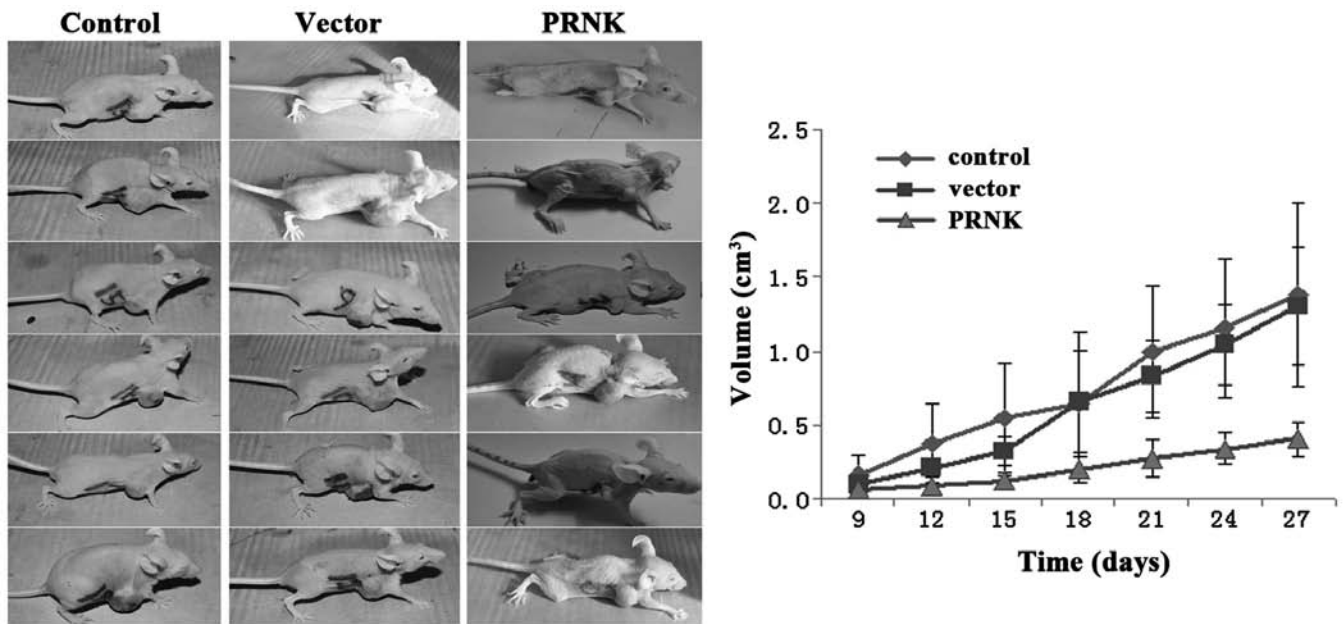 Control Vector PRNK
control
vector
PRNK
Volume (cm³)
2.5
2.0
1.5
1.0
0.5
0.0
9 12 15 18 21 24 27
Time (days)